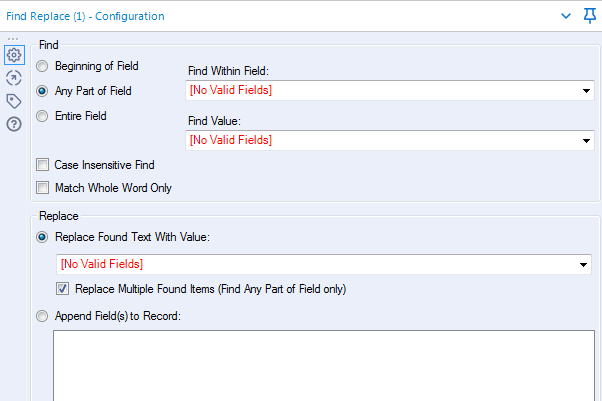 Find Replace (1) - Configuration
Find
Beginning of Field
Find Within Field:
Any Part of Field
[No Valid Fields]
Entire Field
Find Value:
[No Valid Fields]
Case Insensitive Find
Match Whole Word Only
Replace
Replace Found Text With Value:
[No Valid Fields]
Replace Multiple Found Items (Find Any Part of Field only)
Append Field(s) to Record: